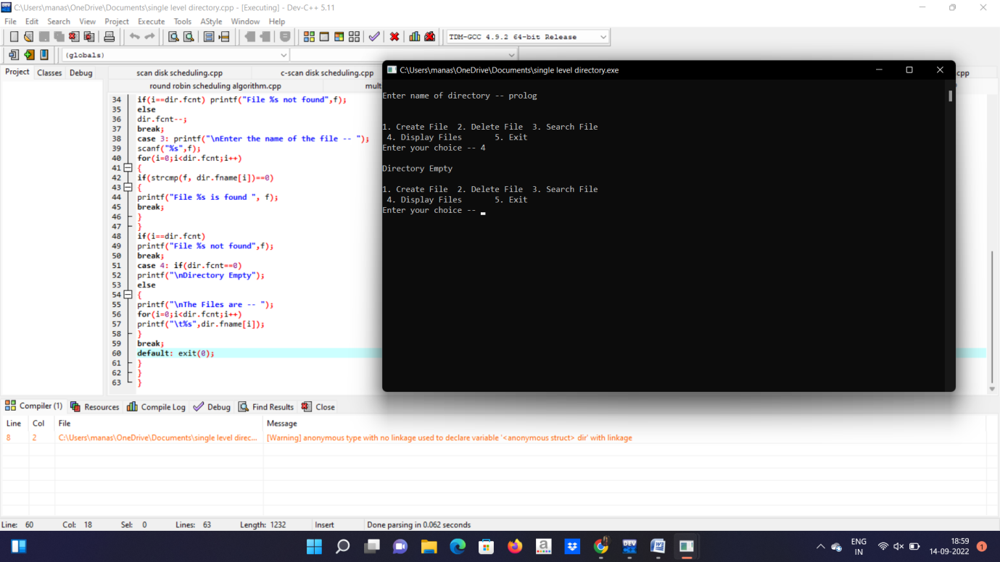 C:\Users\manas\OneDrive\Documents\single level directory.cpp - [Executing] - Dev-C++ 5.11
File Edit Search View Project Execute Tools AStyle Window Help
TDM-GCC 4.9.2 64-bit Release
(globals)
Project Classes Debug
scan disk scheduling.cpp c-scan disk scheduling.cpp cpp
round robin scheduling algorithm.cpp mult
34 if(i==dir.fcnt) printf("File %s not found",f);
35 else
36 dir.fcnt--;
37 break;
38 case 3: printf("\nEnter the name of the file -- ");
39 scanf("%s",f);
40 for(i=0;i<dir.fcnt;i++)
41 {
42 if(strcmp(f, dir.fname[i])==0)
43 {
44 printf("File %s is found ", f);
45 break;
46 }
47 }
48 if(i==dir.fcnt)
49 printf("File %s not found",f);
50 break;
51 case 4: if(dir.fcnt==0)
52 printf("\nDirectory Empty");
53 else
54 {
55 printf("\nThe Files are -- ");
56 for(i=0;i<dir.fcnt;i++)
57 printf("\t%s",dir.fname[i]);
58 }
59 break;
60 default: exit(0);
61 }
62 }
63 }
C:\Users\manas\OneDrive\Documents\single level directory.exe
Enter name of directory -- prolog
1. Create File 2. Delete File 3. Search File
4. Display Files 5. Exit
Enter your choice -- 4
Directory Empty
1. Create File 2. Delete File 3. Search File
4. Display Files 5. Exit
Enter your choice --
Compiler (1) Resources Compile Log Debug Find Results Close
Line Col File Message
8 2 C:\Users\manas\OneDrive\Documents\single level direc... [Warning] anonymous type with no linkage used to declare variable '<anonymous struct> dir' with linkage
Line: 60 Col: 18 Sel: 0 Lines: 63 Length: 1232 Insert Done parsing in 0.062 seconds
ENG
IN
18:59
14-09-2022
1